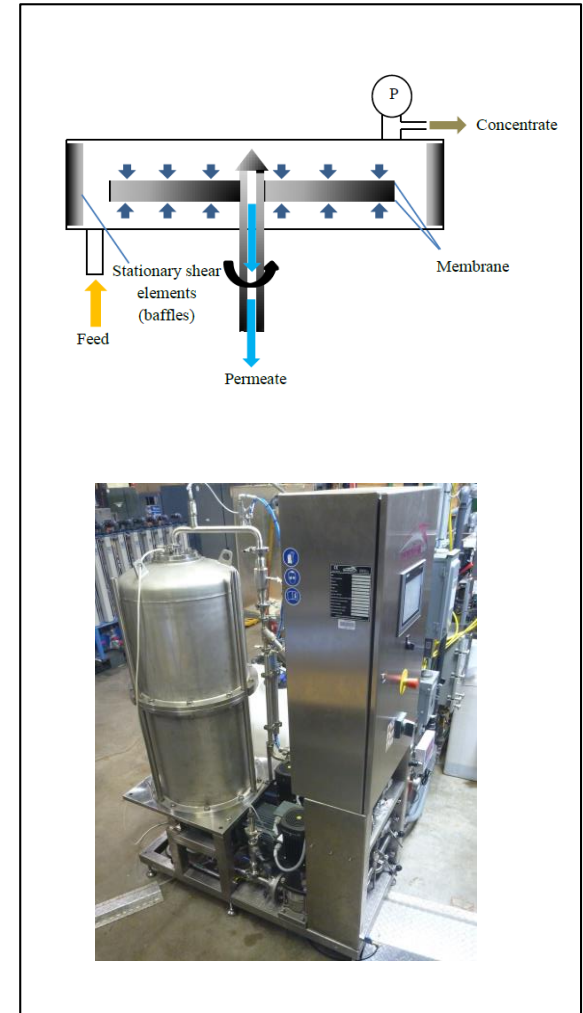 P
Concentrate
Membrane
Stationary shear
elements
(baffles)
Feed
Permeate